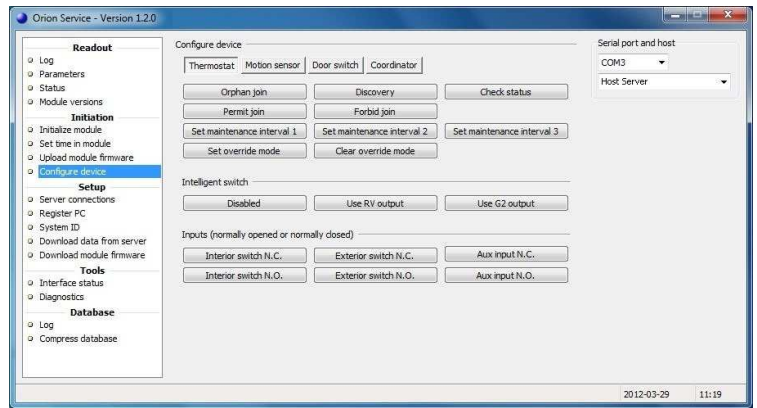 Orion Service - Version 1.2.0
Readout
Log
Parameters
Status
Module versions
Initiation
Initialize module
Set time in module
Upload module firmware
Configure device
Setup
Server connections
Register PC
System ID
Download data from server
Download module firmware
Tools
Interface status
Diagnostics
Database
Log
Compress database
Configure device
Thermostat Motion sensor Door switch Coordinator
Orphan join Discovery Check status
Permit join Forbid join
Set maintenance interval 1 Set maintenance interval 2 Set maintenance interval 3
Set override mode Clear override mode
Intelligent switch
Disabled Use RV output Use G2 output
Inputs (normally opened or normally closed)
Interior switch N.C. Exterior switch N.C. Aux input N.C.
Interior switch N.O. Exterior switch N.O. Aux input N.O.
Serial port and host
COM3
Host Server
2012-03-29 11:19